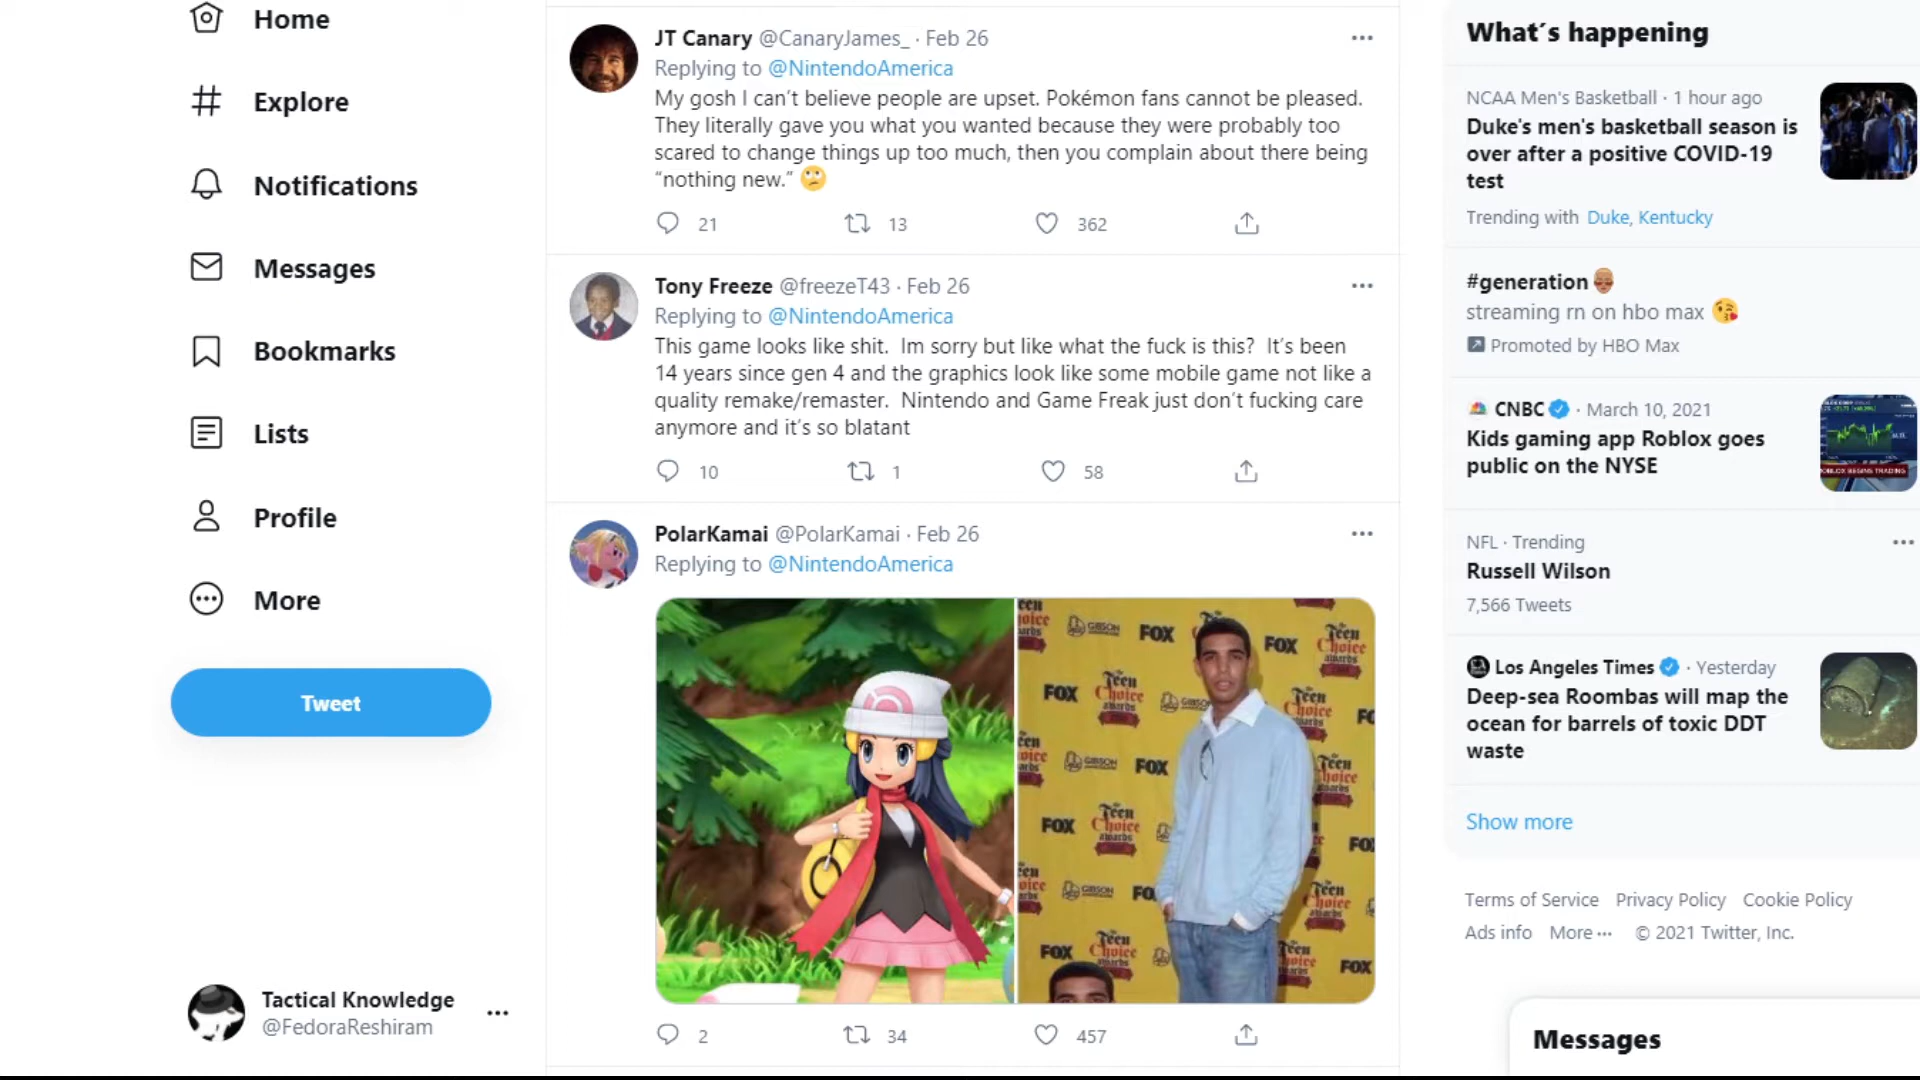 Home
Explore
Notifications
Messages
Bookmarks
Lists
Profile
More
Tweet
Tactical Knowledge
@FedoraReshiram
JT Canary @CanaryJames_ · Feb 26
Replying to @NintendoAmerica
My gosh I can't believe people are upset. Pokémon fans cannot be pleased.
They literally gave you what you wanted because they were probably too
scared to change things up too much, then you complain about there being
“nothing new.” 🙄
21 13 362
Tony Freeze @freezeT43 · Feb 26
Replying to @NintendoAmerica
This game looks like shit. Im sorry but like what the fuck is this? It's been
14 years since gen 4 and the graphics look like some mobile game not like a
quality remake/remaster. Nintendo and Game Freak just don't fucking care
anymore and it's so blatant
10 1 58
PolarKamai @PolarKamai · Feb 26
Replying to @NintendoAmerica
FOX
GIBSON
Teen
Choice
awards
2 34 457
What´s happening
NCAA Men's Basketball · 1 hour ago
Duke's men's basketball season is
over after a positive COVID-19
test
Trending with Duke, Kentucky
#generation
streaming rn on hbo max 😘
Promoted by HBO Max
CNBC · March 10, 2021
Kids gaming app Roblox goes
public on the NYSE
NFL · Trending
Russell Wilson
7,566 Tweets
Los Angeles Times · Yesterday
Deep-sea Roombas will map the
ocean for barrels of toxic DDT
waste
Show more
Terms of Service Privacy Policy Cookie Policy
Ads info More ··· © 2021 Twitter, Inc.
Messages